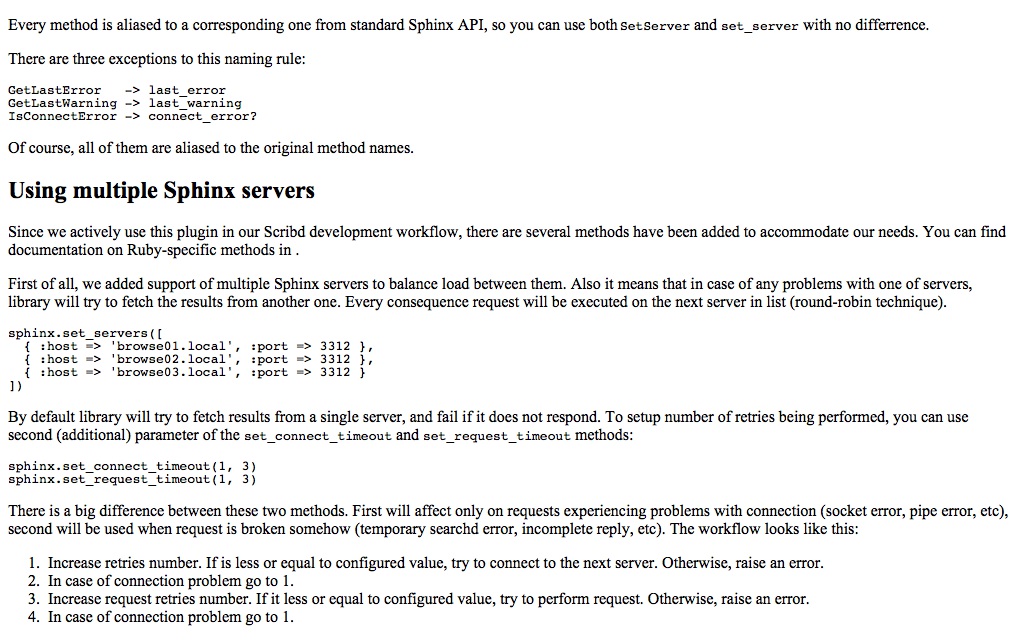 Every method is aliased to a corresponding one from standard Sphinx API, so you can use both SetServer and set_server with no differrence.
There are three exceptions to this naming rule:
GetLastError   -> last_error
GetLastWarning -> last_warning
IsConnectError -> connect_error?
Of course, all of them are aliased to the original method names.
Using multiple Sphinx servers
Since we actively use this plugin in our Scribd development workflow, there are several methods have been added to accommodate our needs. You can find
documentation on Ruby-specific methods in .
First of all, we added support of multiple Sphinx servers to balance load between them. Also it means that in case of any problems with one of servers,
library will try to fetch the results from another one. Every consequence request will be executed on the next server in list (round-robin technique).
sphinx.set_servers([
  { :host => 'browse01.local', :port => 3312 },
  { :host => 'browse02.local', :port => 3312 },
  { :host => 'browse03.local', :port => 3312 }
])
By default library will try to fetch results from a single server, and fail if it does not respond. To setup number of retries being performed, you can use
second (additional) parameter of the set_connect_timeout and set_request_timeout methods:
sphinx.set_connect_timeout(1, 3)
sphinx.set_request_timeout(1, 3)
There is a big difference between these two methods. First will affect only on requests experiencing problems with connection (socket error, pipe error, etc),
second will be used when request is broken somehow (temporary searchd error, incomplete reply, etc). The workflow looks like this:
1. Increase retries number. If is less or equal to configured value, try to connect to the next server. Otherwise, raise an error.
2. In case of connection problem go to 1.
3. Increase request retries number. If it less or equal to configured value, try to perform request. Otherwise, raise an error.
4. In case of connection problem go to 1.